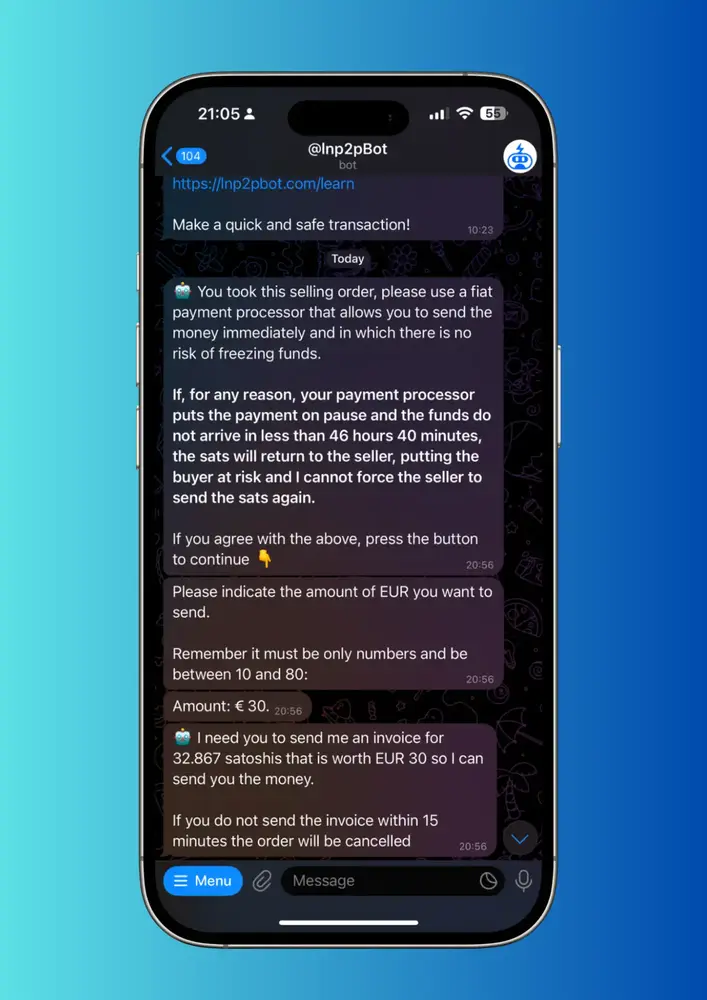 21:05
55
104
@lnp2pBot
bot
https://lnp2pbot.com/learn
Make a quick and safe transaction!
10:23
Today
🤖 You took this selling order, please use a fiat
payment processor that allows you to send the
money immediately and in which there is no
risk of freezing funds.
If, for any reason, your payment processor
puts the payment on pause and the funds do
not arrive in less than 46 hours 40 minutes,
the sats will return to the seller, putting the
buyer at risk and I cannot force the seller to
send the sats again.
If you agree with the above, press the button
to continue 👇
20:56
Please indicate the amount of EUR you want to
send.
Remember it must be only numbers and be
between 10 and 80:
20:56
Amount: € 30.
20:56
🤖 I need you to send me an invoice for
32.867 satoshis that is worth EUR 30 so I can
send you the money.
If you do not send the invoice within 15
minutes the order will be cancelled
20:56
Menu
Message